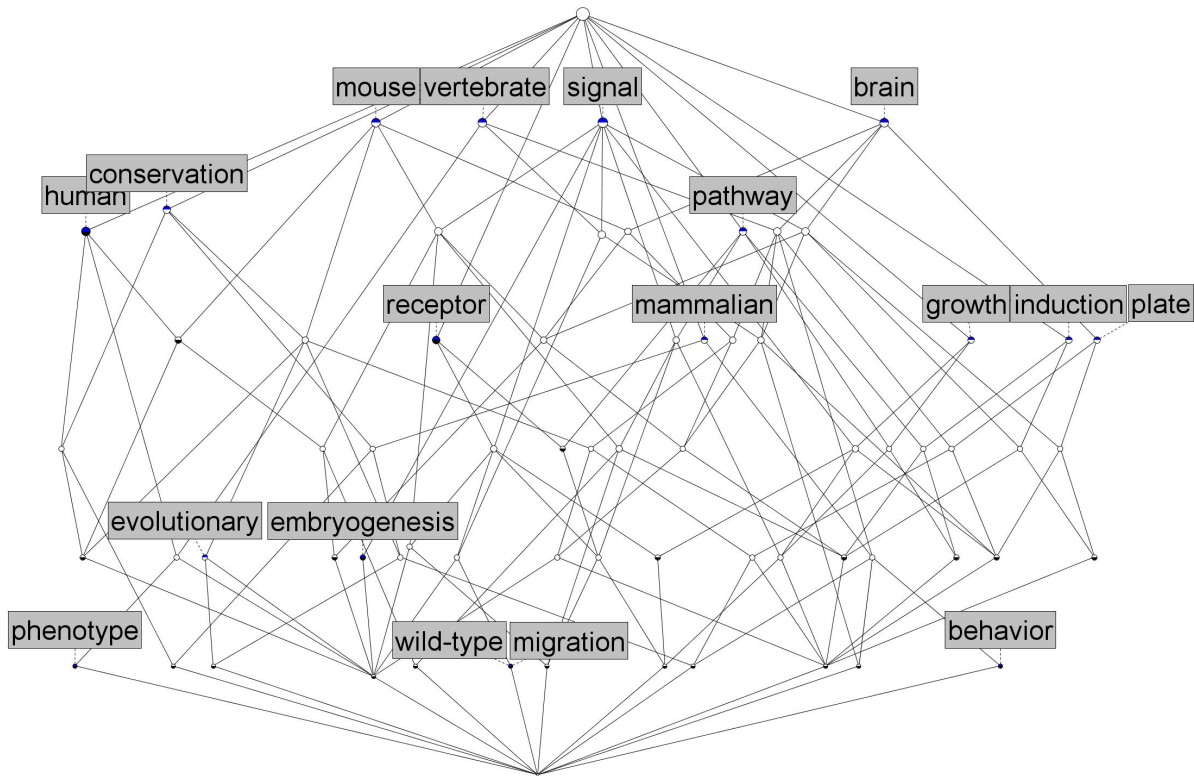 mouse
vertebrate
signal
brain
conservation
human
pathway
receptor
mammalian
growth
induction
plate
evolutionary
embryogenesis
phenotype
wild-type
migration
behavior